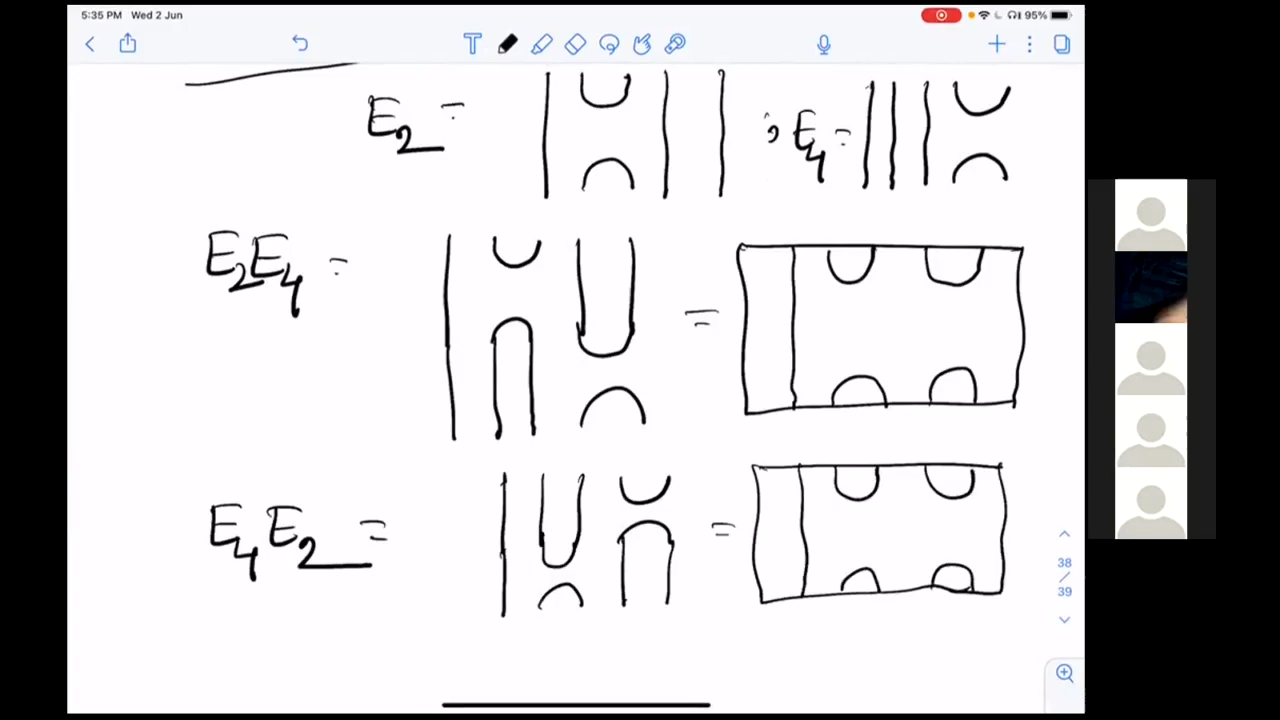 5:35 PM Wed 2 Jun 95%
T
E₂ = ; E₄ =
E₂E₄ = =
E₄E₂ = =
38
/
39